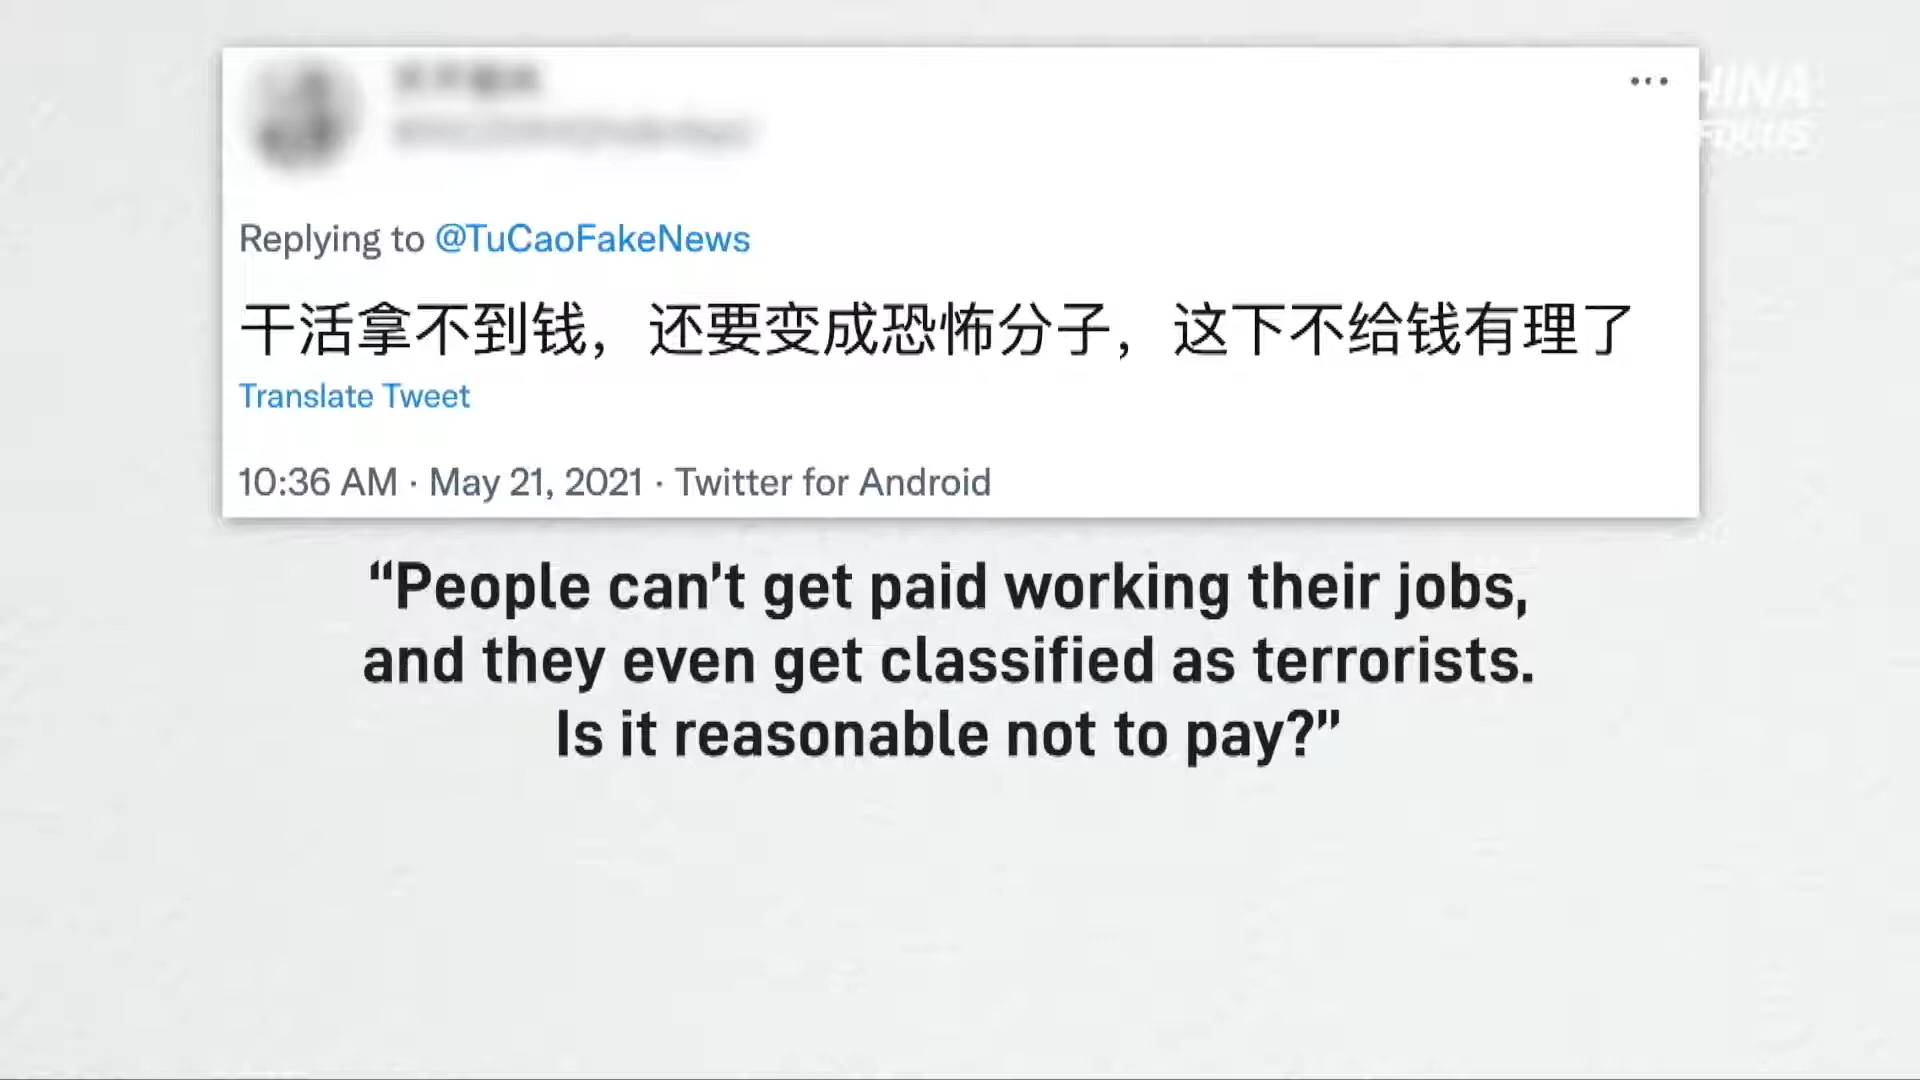 Replying to @TuCaoFakeNews
干活拿不到钱，还要变成恐怖分子，这下不给钱有理了
Translate Tweet
10:36 AM · May 21, 2021 · Twitter for Android
“People can't get paid working their jobs,
and they even get classified as terrorists.
Is it reasonable not to pay?”
HINA
FOCUS